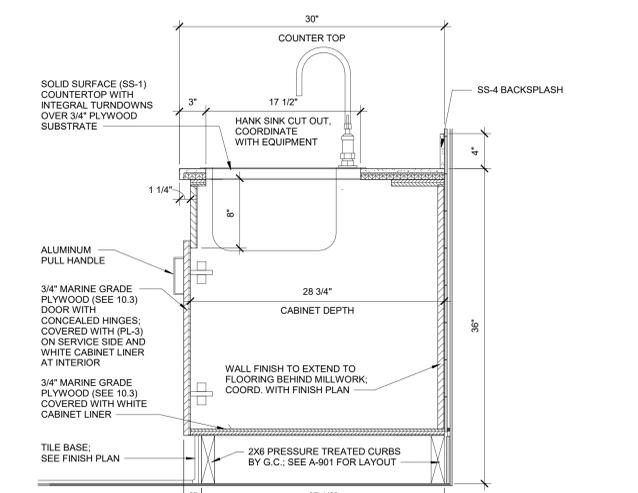 30"
COUNTER TOP
SOLID SURFACE (SS-1)
COUNTERTOP WITH
INTEGRAL TURNDOWNS
OVER 3/4" PLYWOOD
SUBSTRATE
3"
17 1/2"
SS-4 BACKSPLASH
HANK SINK CUT OUT,
COORDINATE
WITH EQUIPMENT
4"
1 1/4"
8"
ALUMINUM
PULL HANDLE
28 3/4"
CABINET DEPTH
36"
3/4" MARINE GRADE
PLYWOOD (SEE 10.3)
DOOR WITH
CONCEALED HINGES;
COVERED WITH (PL-3)
ON SERVICE SIDE AND
WHITE CABINET LINER
AT INTERIOR
WALL FINISH TO EXTEND TO
FLOORING BEHIND MILLWORK;
COORD. WITH FINISH PLAN
3/4" MARINE GRADE
PLYWOOD (SEE 10.3)
COVERED WITH WHITE
CABINET LINER
TILE BASE;
SEE FINISH PLAN
2X6 PRESSURE TREATED CURBS
BY G.C.; SEE A-901 FOR LAYOUT